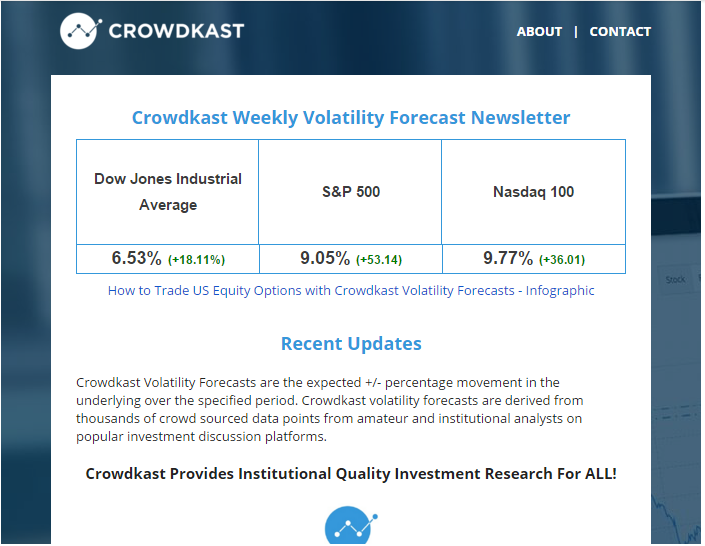 CROWDKAST
ABOUT | CONTACT
Crowdkast Weekly Volatility Forecast Newsletter
Dow Jones Industrial
Average
S&P 500
Nasdaq 100
6.53% (+18.11%)
9.05% (+53.14)
9.77% (+36.01)
How to Trade US Equity Options with Crowdkast Volatility Forecasts - Infographic
Recent Updates
Crowdkast Volatility Forecasts are the expected +/- percentage movement in the
underlying over the specified period. Crowdkast volatility forecasts are derived from
thousands of crowd sourced data points from amateur and institutional analysts on
popular investment discussion platforms.
Crowdkast Provides Institutional Quality Investment Research For ALL!
Stock